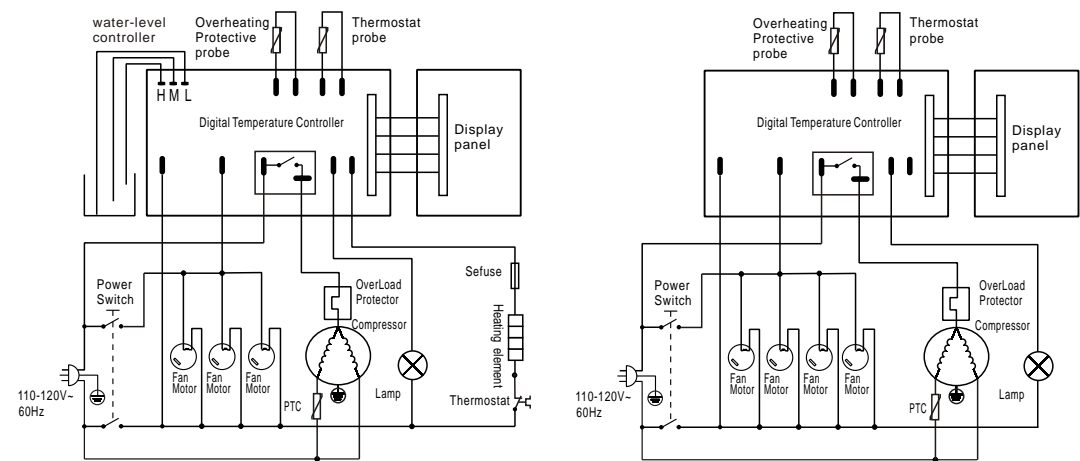 water-level
controller
Overheating
Protective
probe
Thermostat
probe
H M L
Digital Temperature Controller
Display
panel
Power
Switch
OverLoad
Protector
Compressor
Sefuse
Heating element
Fan
Motor
Fan
Motor
Fan
Motor
Lamp
Thermostat
PTC
110-120V~
60Hz
Overheating
Protective
probe
Thermostat
probe
Digital Temperature Controller
Display
panel
Power
Switch
OverLoad
Protector
Compressor
Fan
Motor
Fan
Motor
Fan
Motor
Fan
Motor
Lamp
PTC
110-120V~
60Hz